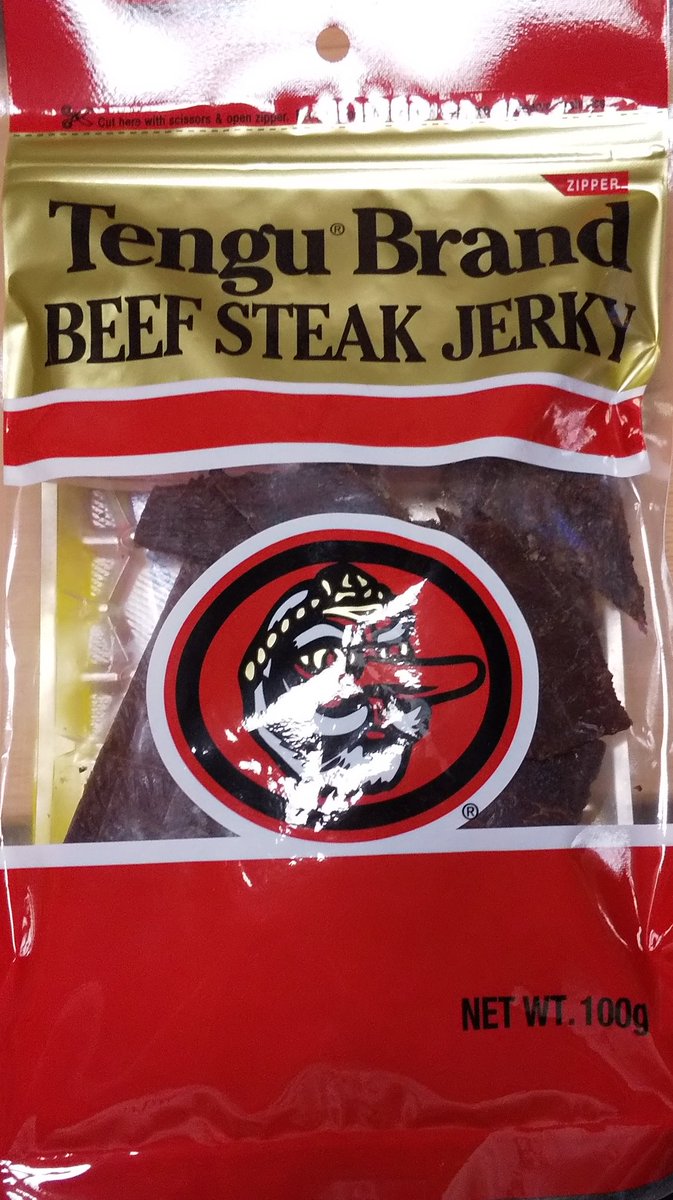 Cut here with scissors & open zipper.
ZIPPER
Tengu® Brand
BEEF STEAK JERKY
®
NET WT. 100g